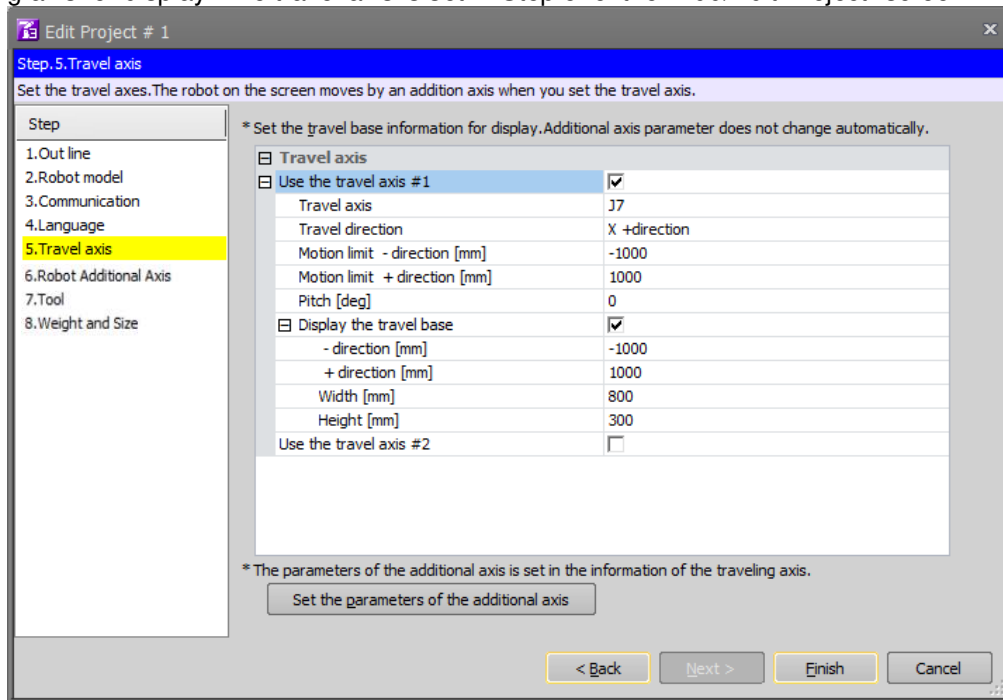 Edit Project # 1
Step.5.Travel axis
Set the travel axes.The robot on the screen moves by an addition axis when you set the travel axis.
Step
1.Out line
2.Robot model
3.Communication
4.Language
5.Travel axis
6.Robot Additional Axis
7.Tool
8.Weight and Size
* Set the travel base information for display.Additional axis parameter does not change automatically.
Travel axis
Use the travel axis #1
Travel axis J7
Travel direction X +direction
Motion limit - direction [mm] -1000
Motion limit + direction [mm] 1000
Pitch [deg] 0
Display the travel base
- direction [mm] -1000
+ direction [mm] 1000
Width [mm] 800
Height [mm] 300
Use the travel axis #2
* The parameters of the additional axis is set in the information of the traveling axis.
Set the parameters of the additional axis
< Back Next > Finish Cancel